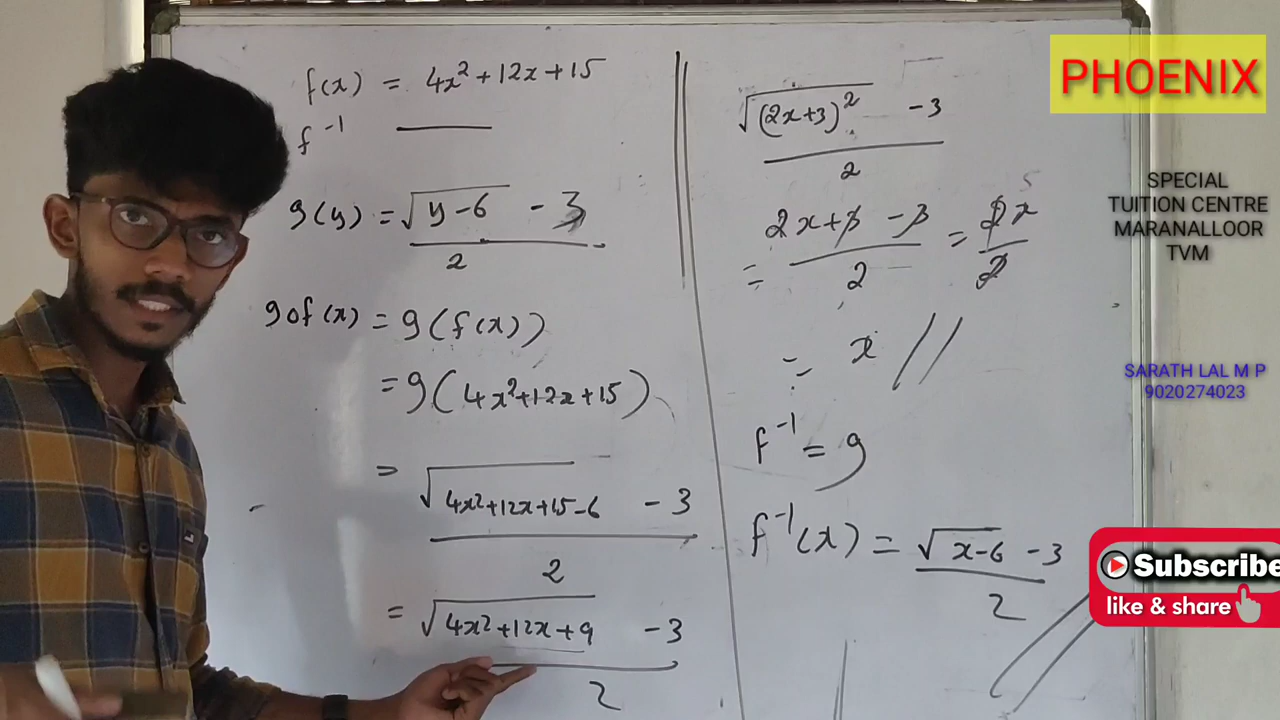 f(x) = 4x² + 12x + 15
f⁻¹
g(y) = √(y-6) - 3
2
gof(x) = g(f(x))
= g(4x²+12x+15)
= √(4x²+12x+15-6) - 3
2
= √(4x²+12x+9) - 3
2
√((2x+3)²) - 3
2
= 2x+3 - 3
2
= 2x
2
= x //
f⁻¹ = g
f⁻¹(x) = √(x-6) - 3
2
PHOENIX
SPECIAL
TUITION CENTRE
MARANALLOOR
TVM
SARATH LAL M P
9020274023
Subscribe
like & share